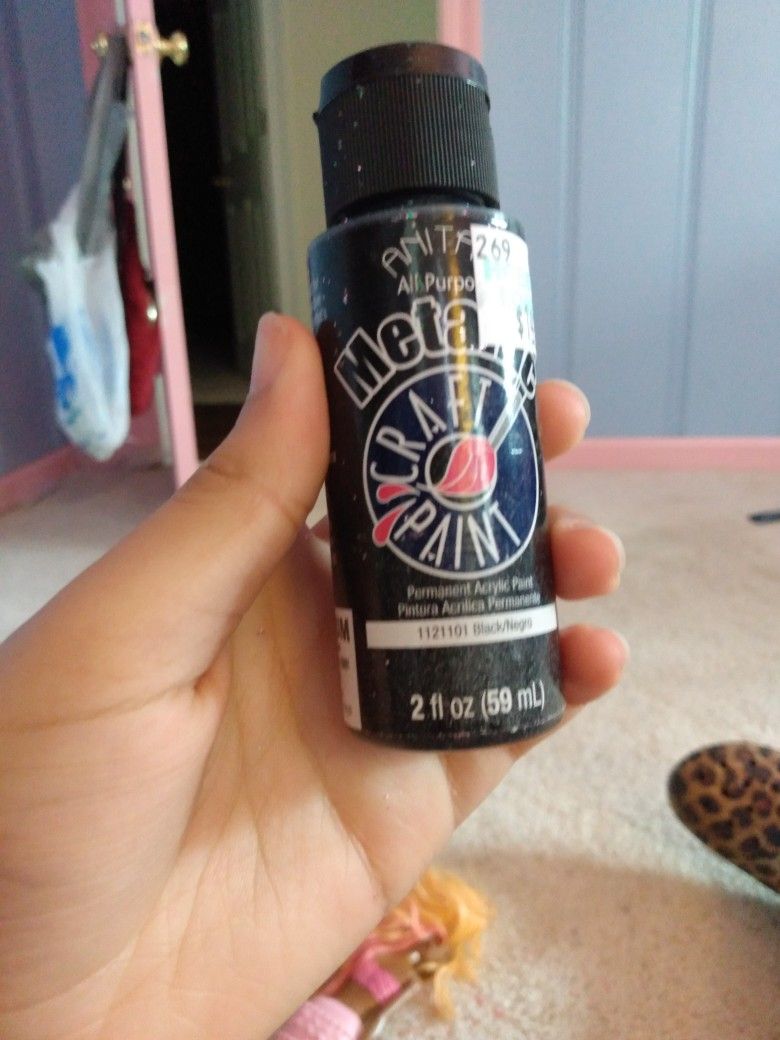 ANITA
269
All Purpo
Meta
CRAFT
PAINT
Permanent Acrylic Paint
Pintura Acrílica Permanente
1121101 Black/Negro
2 fl oz (59 mL)